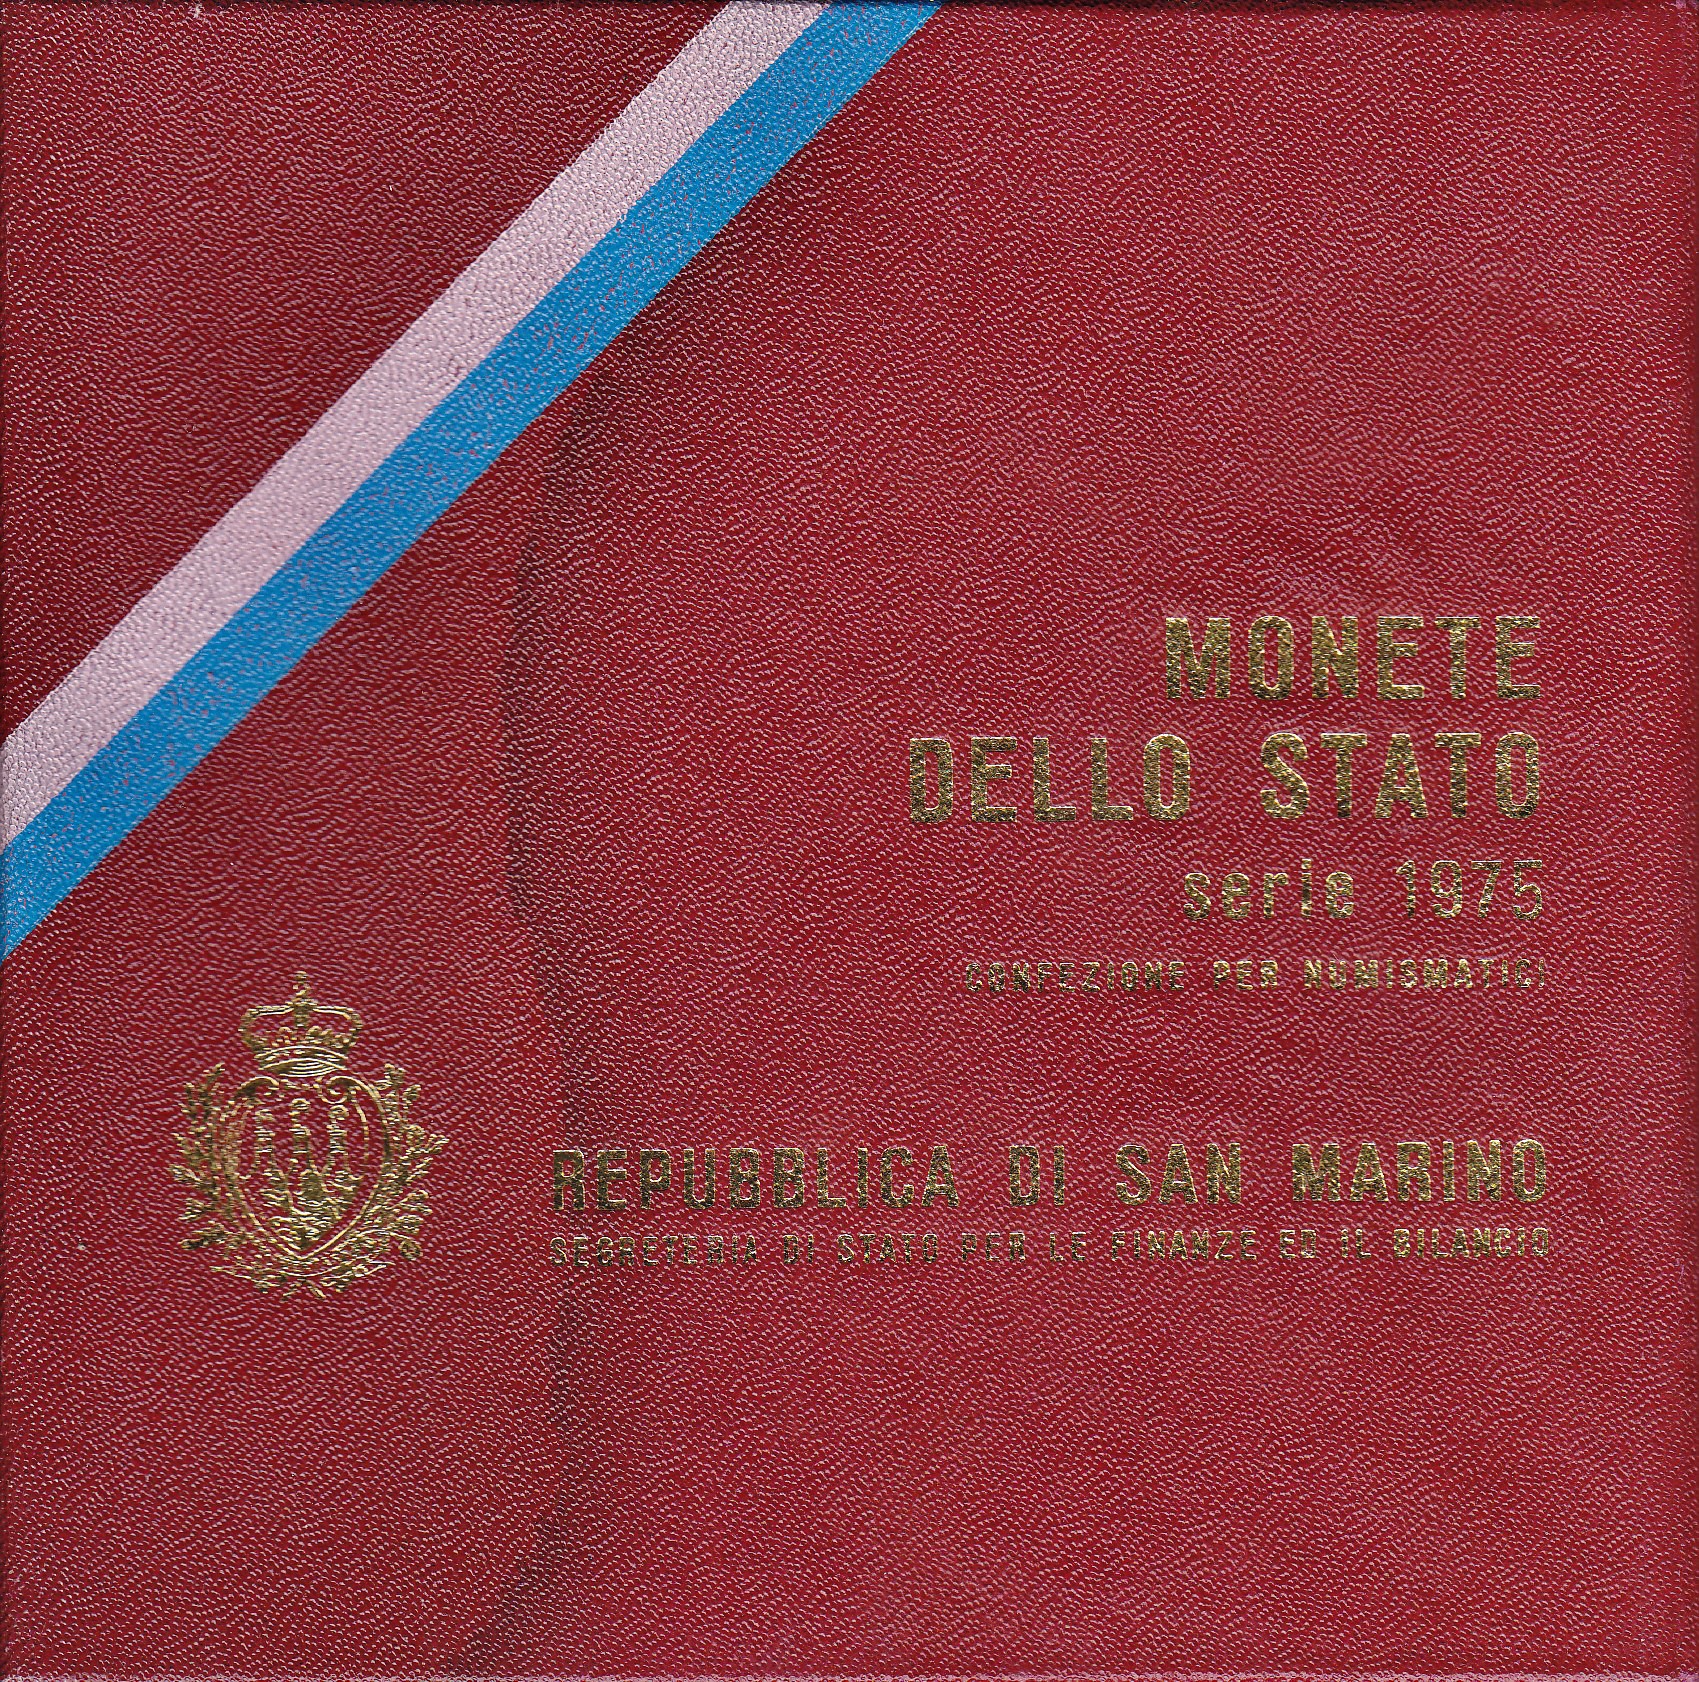 MONETE
DELLO STATO
serie 1975
CONFEZIONE PER NUMISMATICI
REPUBBLICA DI SAN MARINO
SEGRETERIA DI STATO PER LE FINANZE ED IL BILANCIO